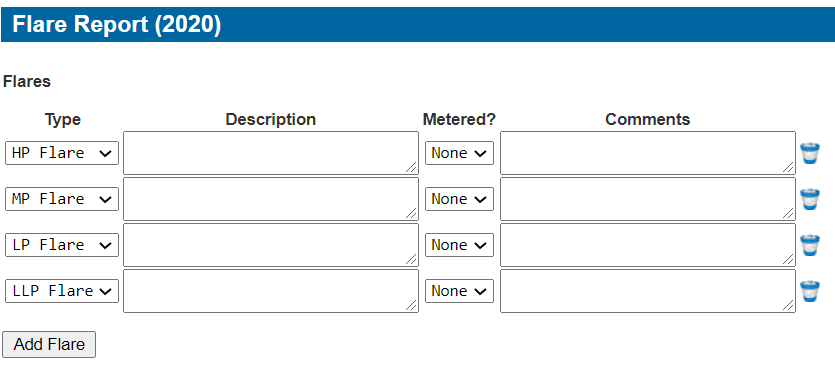 Flare Report (2020)
Flares
Type Description Metered? Comments
HP Flare None
MP Flare None
LP Flare None
LLP Flare None
Add Flare